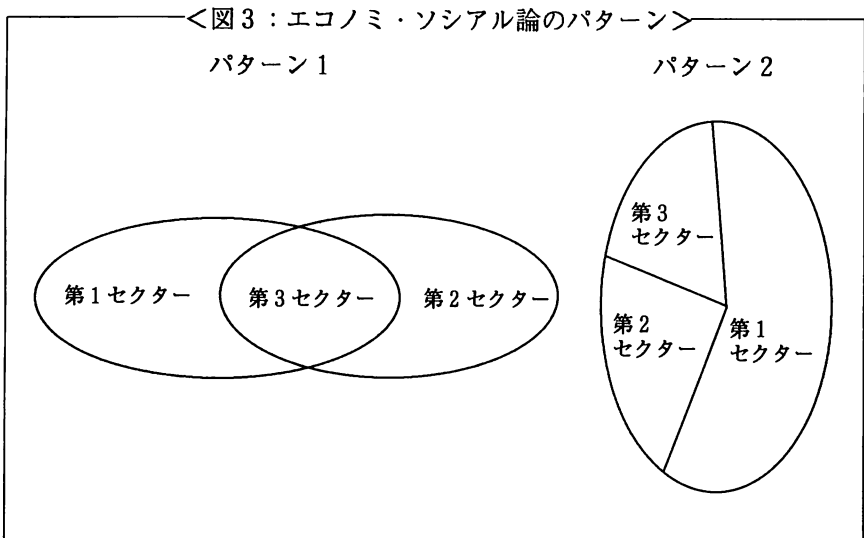 ＜図3：エコノミ・ソシアル論のパターン＞
パターン1
パターン2
第1セクター
第3セクター
第2セクター
第3
セクター
第2
セクター
第1
セクター